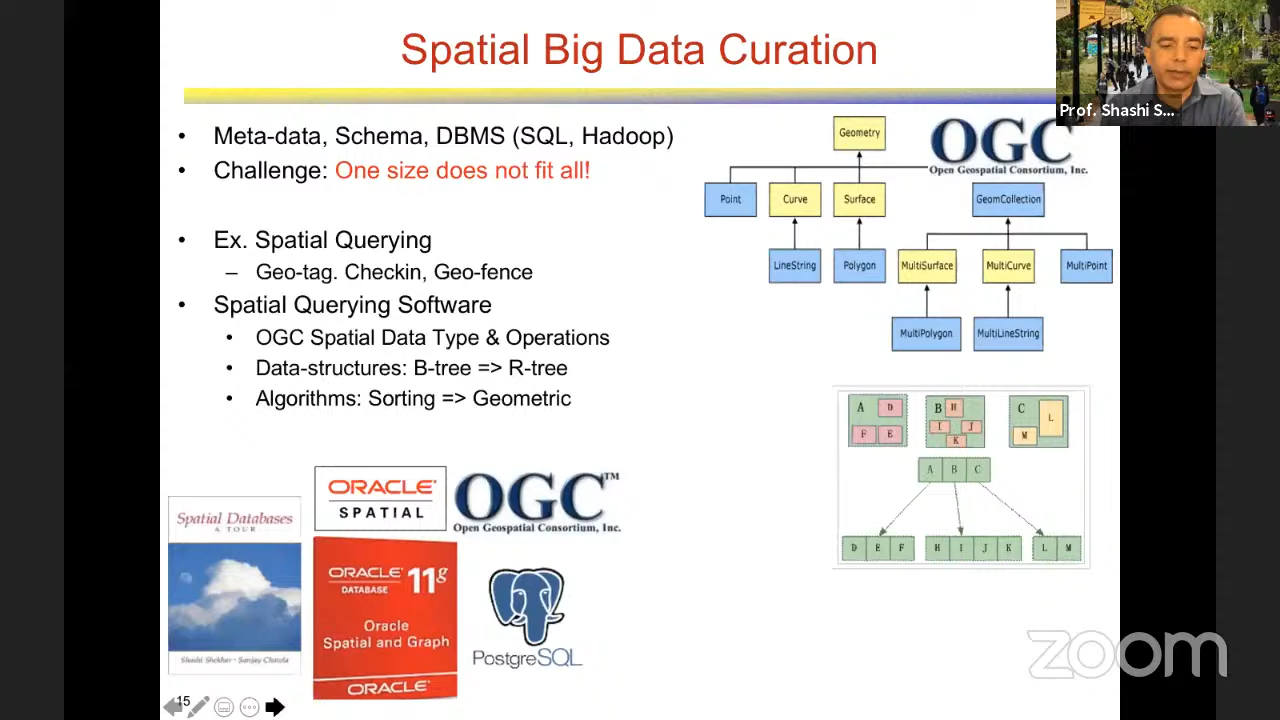 Spatial Big Data Curation
Prof. Shashi S...
• Meta-data, Schema, DBMS (SQL, Hadoop)
• Challenge: One size does not fit all!
• Ex. Spatial Querying
– Geo-tag. Checkin, Geo-fence
• Spatial Querying Software
• OGC Spatial Data Type & Operations
• Data-structures: B-tree => R-tree
• Algorithms: Sorting => Geometric
Geometry
OGC
Open Geospatial Consortium, Inc.
Point
Curve
Surface
GeomCollection
LineString
Polygon
MultiSurface
MultiCurve
MultiPoint
MultiPolygon
MultiLineString
A D
F E
B H
I J
K
C L
M
A B C
D E F
H I J K
L M
Spatial Databases
A TOUR
Shashi Shekhar · Sanjay Chawla
ORACLE
SPATIAL
OGC™
Open Geospatial Consortium, Inc.
ORACLE 11g
DATABASE
Oracle
Spatial and Graph
ORACLE
PostgreSQL
zoom
15